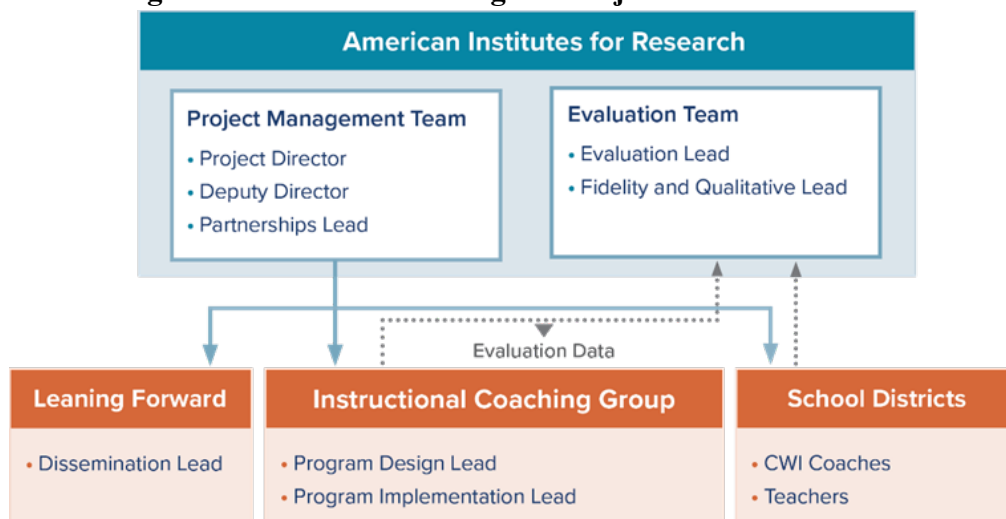 American Institutes for Research
Project Management Team
• Project Director
• Deputy Director
• Partnerships Lead
Evaluation Team
• Evaluation Lead
• Fidelity and Qualitative Lead
Evaluation Data
Leaning Forward
• Dissemination Lead
Instructional Coaching Group
• Program Design Lead
• Program Implementation Lead
School Districts
• CWI Coaches
• Teachers